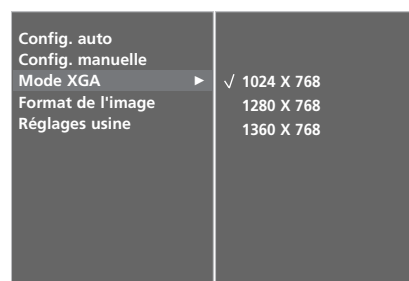 Config. auto
Config. manuelle
Mode XGA ►
Format de l'image
Réglages usine
√ 1024 X 768
1280 X 768
1360 X 768